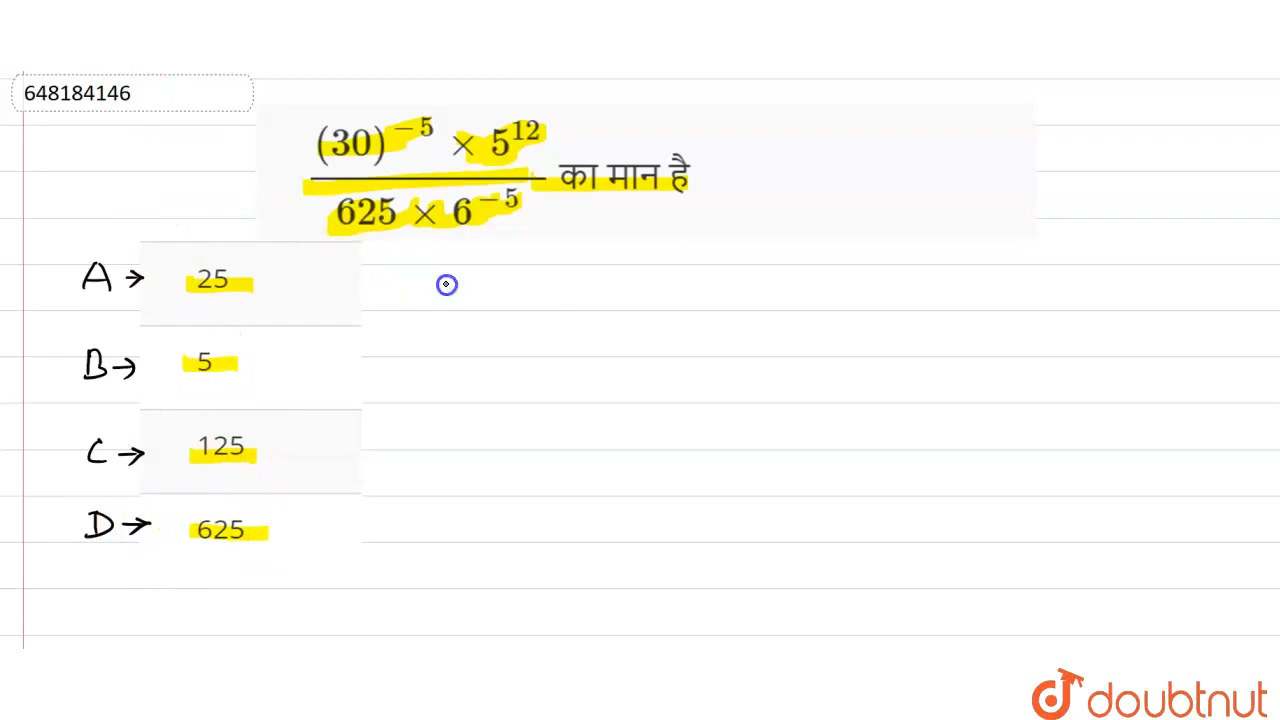 648184146
(30)^{-5} × 5^{12}
625 × 6^{-5}
का मान है
A → 25
B → 5
C → 125
D → 625
doubtnut